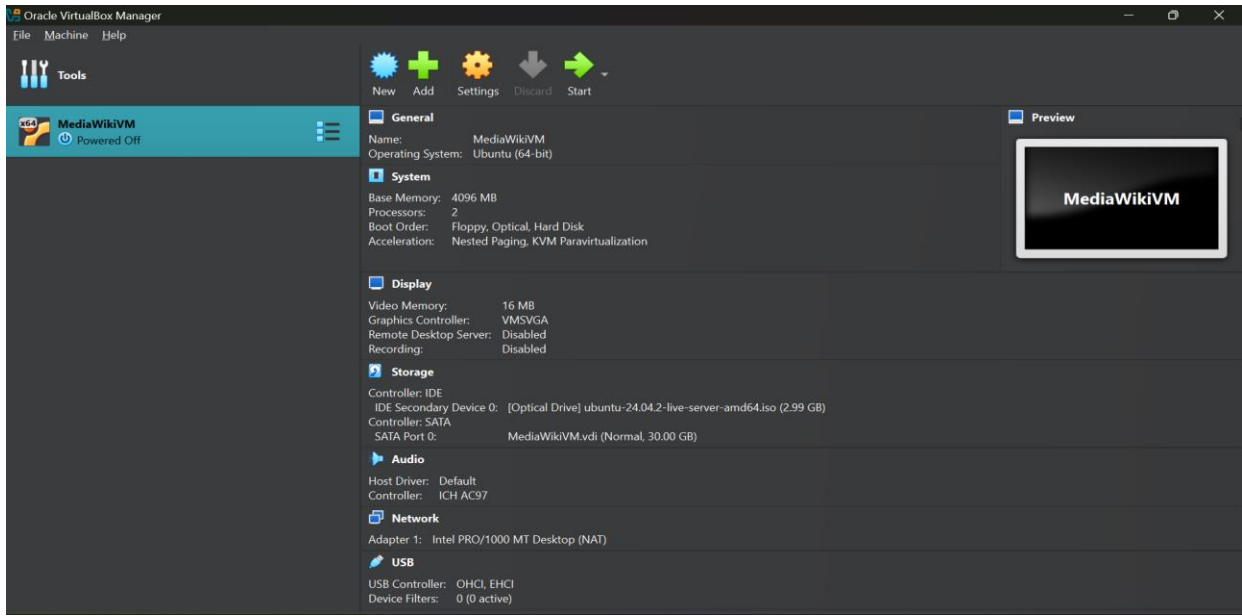 Oracle VirtualBox Manager
File Machine Help
Tools
New Add Settings Discard Start
x64
MediaWikiVM
Powered Off
General
Name: MediaWikiVM
Operating System: Ubuntu (64-bit)
Preview
MediaWikiVM
System
Base Memory: 4096 MB
Processors: 2
Boot Order: Floppy, Optical, Hard Disk
Acceleration: Nested Paging, KVM Paravirtualization
Display
Video Memory: 16 MB
Graphics Controller: VMSVGA
Remote Desktop Server: Disabled
Recording: Disabled
Storage
Controller: IDE
IDE Secondary Device 0: [Optical Drive] ubuntu-24.04.2-live-server-amd64.iso (2.99 GB)
Controller: SATA
SATA Port 0: MediaWikiVM.vdi (Normal, 30.00 GB)
Audio
Host Driver: Default
Controller: ICH AC97
Network
Adapter 1: Intel PRO/1000 MT Desktop (NAT)
USB
USB Controller: OHCI, EHCI
Device Filters: 0 (0 active)